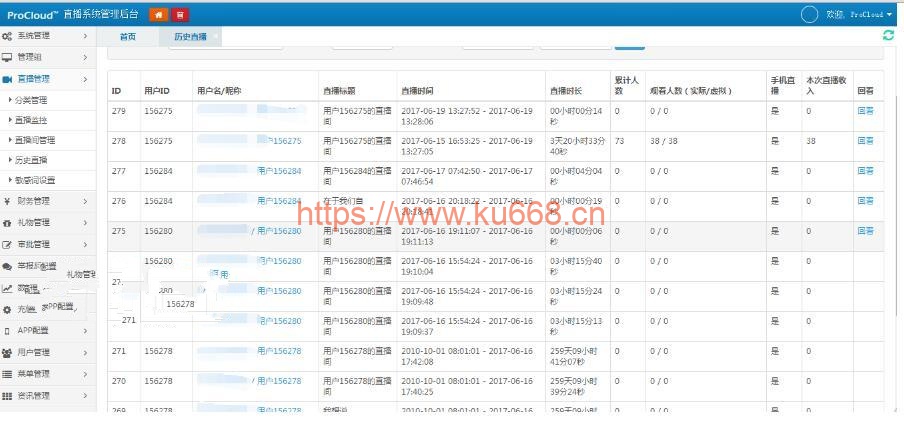 ProCloud™ 直播系统管理后台
欢迎, ProCloud
系统管理
首页 历史直播
管理组
直播管理
分类管理
直播监控
直播间管理
历史直播
敏感词设置
财务管理
礼物管理
审批管理
礼物管理
APP配置
APP配置
用户管理
菜单管理
资讯管理
ID 用户ID 用户名/昵称 直播标题 直播时间 直播时长 累计人数 观看人数（实际/虚拟） 手机直播 本次直播收入 回看
279 156275 用户156275的直播间 2017-06-19 13:27:52 - 2017-06-19 13:28:06 00小时00分14秒 0 0 / 0 是 0 回看
278 156275 用户156275 用户156275的直播间 2017-06-15 16:53:25 - 2017-06-19 13:27:05 3天20小时33分40秒 73 38 / 38 是 38 回看
277 156284 用户156284 用户156284的直播间 2017-06-17 07:42:50 - 2017-06-17 07:46:54 00小时04分04秒 0 0 / 0 是 0 回看
276 156284 用户156284 在于我们自 2017-06-16 20:18:22 - 2017-06-16 20:18:41 00小时00分19秒 0 0 / 0 是 0 回看
https://www.ku668.cn
275 156280 / 用户156280 用户156280的直播间 2017-06-16 19:11:07 - 2017-06-16 19:11:13 00小时00分06秒 0 0 / 0 是 0 回看
156280 用户156280 用户156280的直播间 2017-06-16 15:54:24 - 2017-06-16 19:10:04 03小时15分40秒 0 0 / 0 是 0
280 用户156280 用户156280的直播间 2017-06-16 15:54:24 - 2017-06-16 19:09:48 03小时15分24秒 0 0 / 0 是 0
156278
271 用户156280 用户156280的直播间 2017-06-16 15:54:24 - 2017-06-16 19:09:37 03小时15分13秒 0 0 / 0 是 0
271 156278 用户156278 用户156278的直播间 2010-10-01 08:01:01 - 2017-06-16 17:42:08 259天09小时41分07秒 0 0 / 0 是 0
270 156278 / 用户156278 用户156278的直播间 2010-10-01 08:01:01 - 2017-06-16 17:40:25 259天09小时39分24秒 0 0 / 0 是 0
269 156278 用户156278 2010-10-01 08:01:01 - 2017-06-16 259天09小时 0 0 / 0 是 0